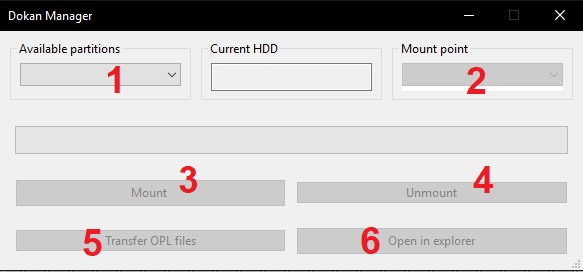 Dokan Manager
Available partitions
Current HDD
Mount point
1
2
3
4
Mount
Unmount
5
6
Transfer OPL files
Open in explorer